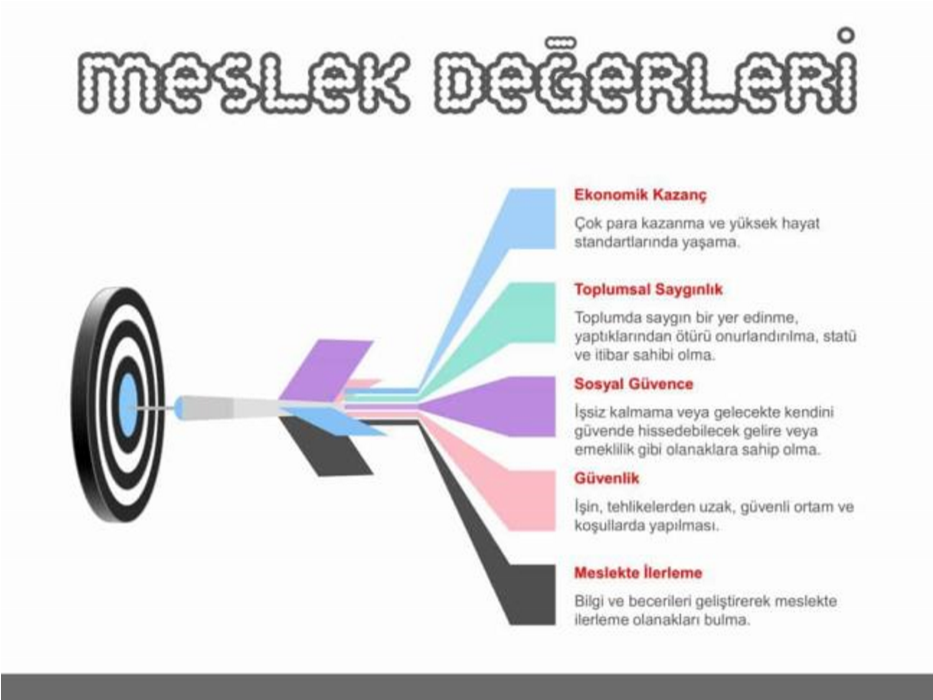 MESLEK DEĞERLERİ
Ekonomik Kazanç
Çok para kazanma ve yüksek hayat
standartlarında yaşama.
Toplumsal Saygınlık
Toplumda saygın bir yer edinme,
yaptıklarından ötürü onurlandırılma, statü
ve itibar sahibi olma.
Sosyal Güvence
İşsiz kalmama veya gelecekte kendini
güvende hissedebilecek gelire veya
emeklilik gibi olanaklara sahip olma.
Güvenlik
İşin, tehlikelerden uzak, güvenli ortam ve
koşullarda yapılması.
Meslekte İlerleme
Bilgi ve becerileri geliştirerek meslekte
ilerleme olanakları bulma.